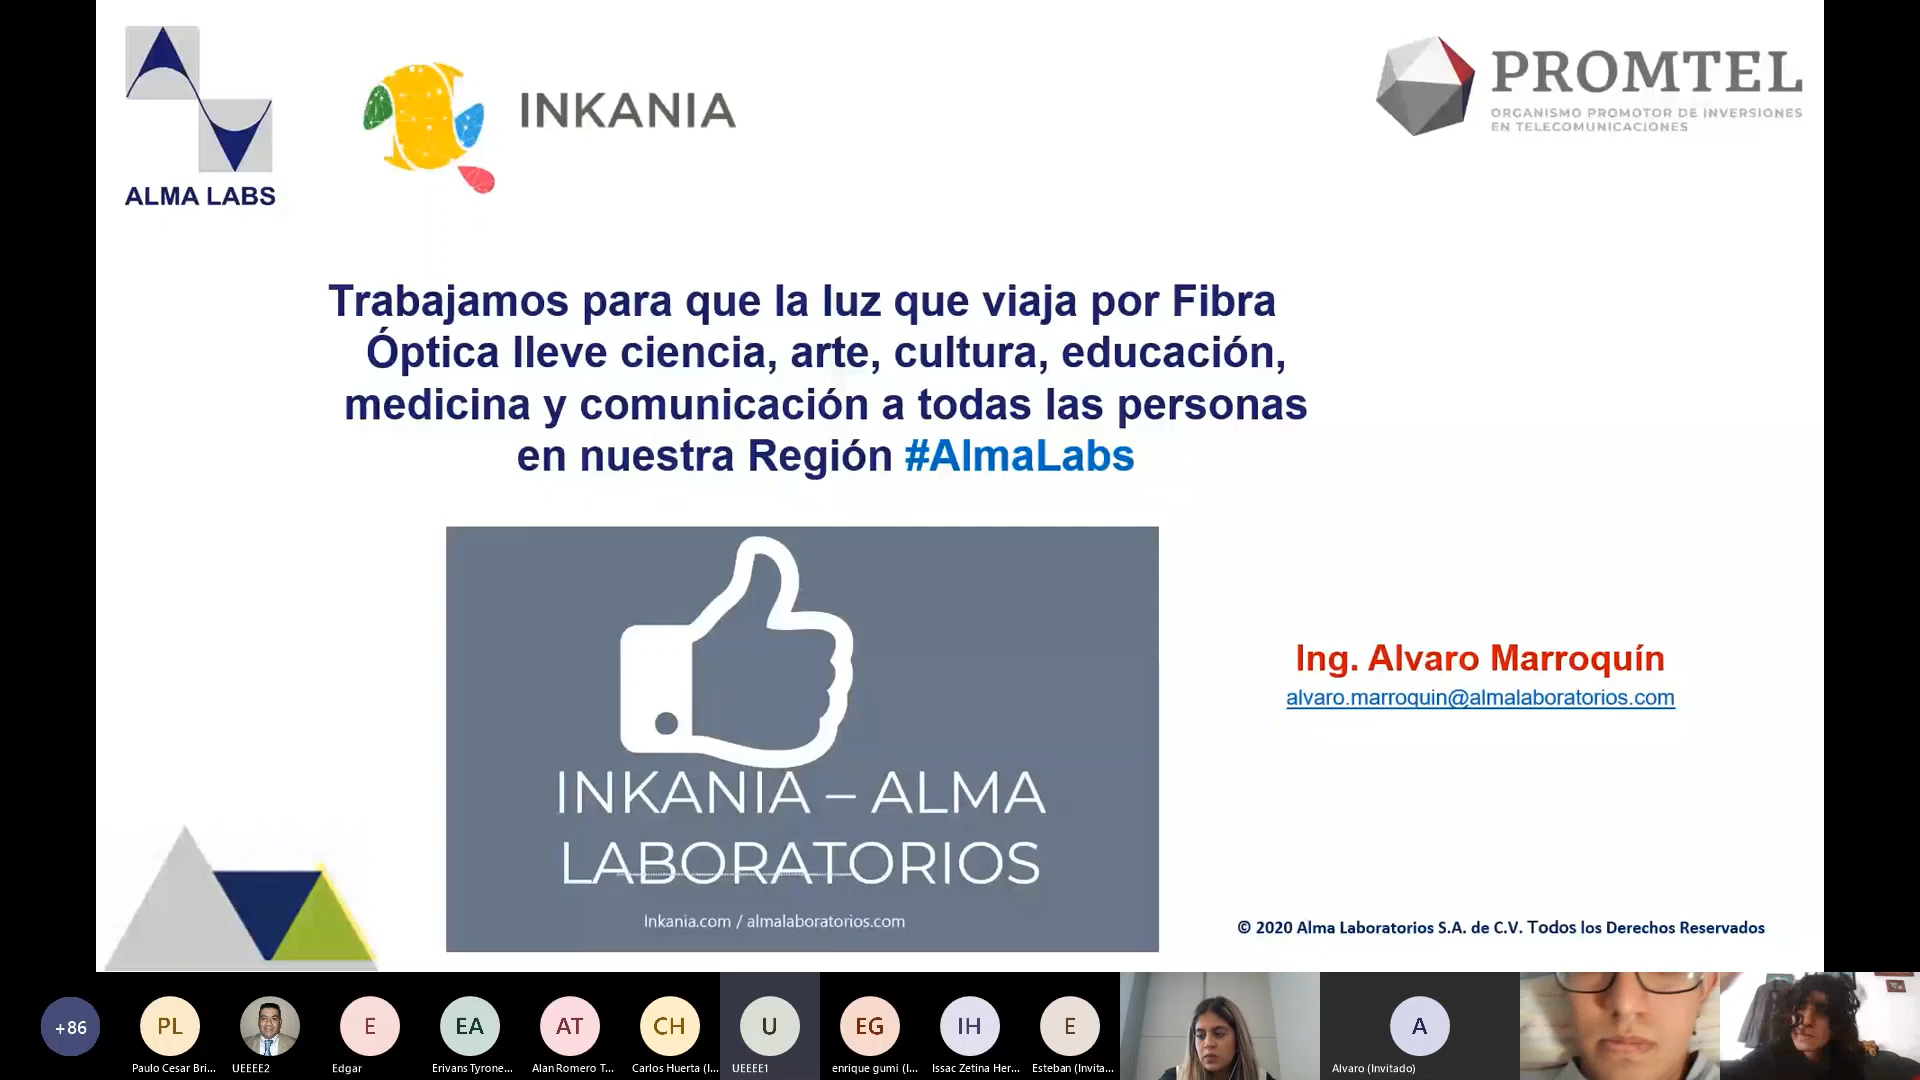 ALMA LABS
INKANIA
PROMTEL
ORGANISMO PROMOTOR DE INVERSIONES
EN TELECOMUNICACIONES
Trabajamos para que la luz que viaja por Fibra
Óptica lleve ciencia, arte, cultura, educación,
medicina y comunicación a todas las personas
en nuestra Región #AlmaLabs
INKANIA – ALMA
LABORATORIOS
Inkania.com / almalaboratorios.com
Ing. Alvaro Marroquín
alvaro.marroquin@almalaboratorios.com
© 2020 Alma Laboratorios S.A. de C.V. Todos los Derechos Reservados
+86
PL
E
EA
AT
CH
U
EG
IH
E
A
Paulo Cesar Bri...
UEEEE2
Edgar
Erivans Tyrone...
Alan Romero T...
Carlos Huerta (I...
UEEEE1
enrique gumi (I...
Issac Zetina Her...
Esteban (Invita...
Alvaro (Invitado)